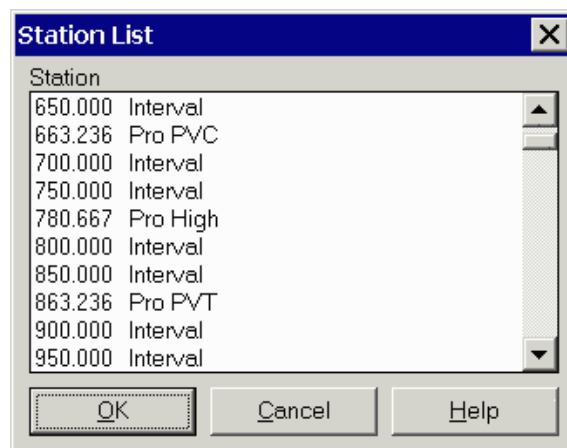 Station List
Station
650.000 Interval
663.236 Pro PVC
700.000 Interval
750.000 Interval
780.667 Pro High
800.000 Interval
850.000 Interval
863.236 Pro PVT
900.000 Interval
950.000 Interval
OK Cancel Help